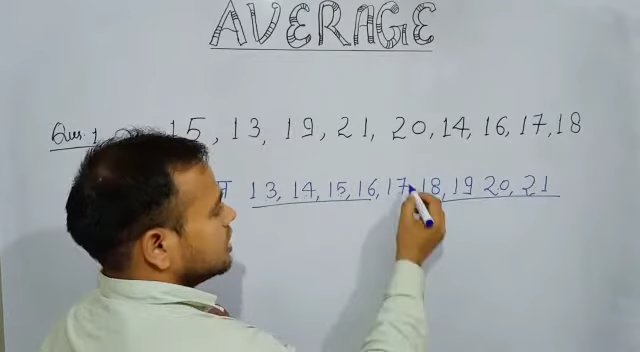 AVERAGE
Ques. 1 15, 13, 19, 21, 20, 14, 16, 17, 18
13, 14, 15, 16, 17, 18, 19 20, 21